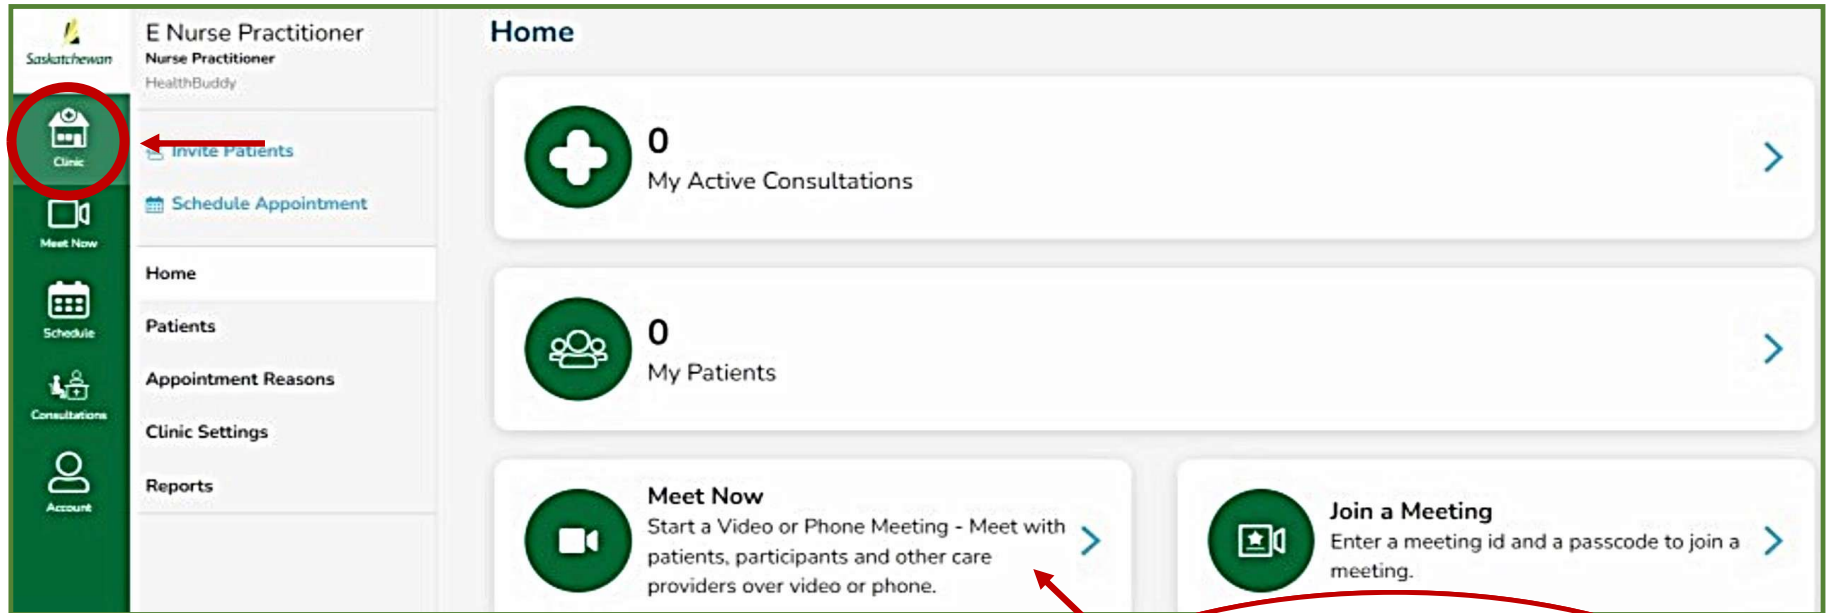 Saskatchewan
Clinic
Meet Now
Schedule
Consultations
Account
E Nurse Practitioner
Nurse Practitioner
HealthBuddy
Invite Patients
Schedule Appointment
Home
Patients
Appointment Reasons
Clinic Settings
Reports
Home
0
My Active Consultations
0
My Patients
Meet Now
Start a Video or Phone Meeting - Meet with
patients, participants and other care
providers over video or phone.
Join a Meeting
Enter a meeting id and a passcode to join a
meeting.